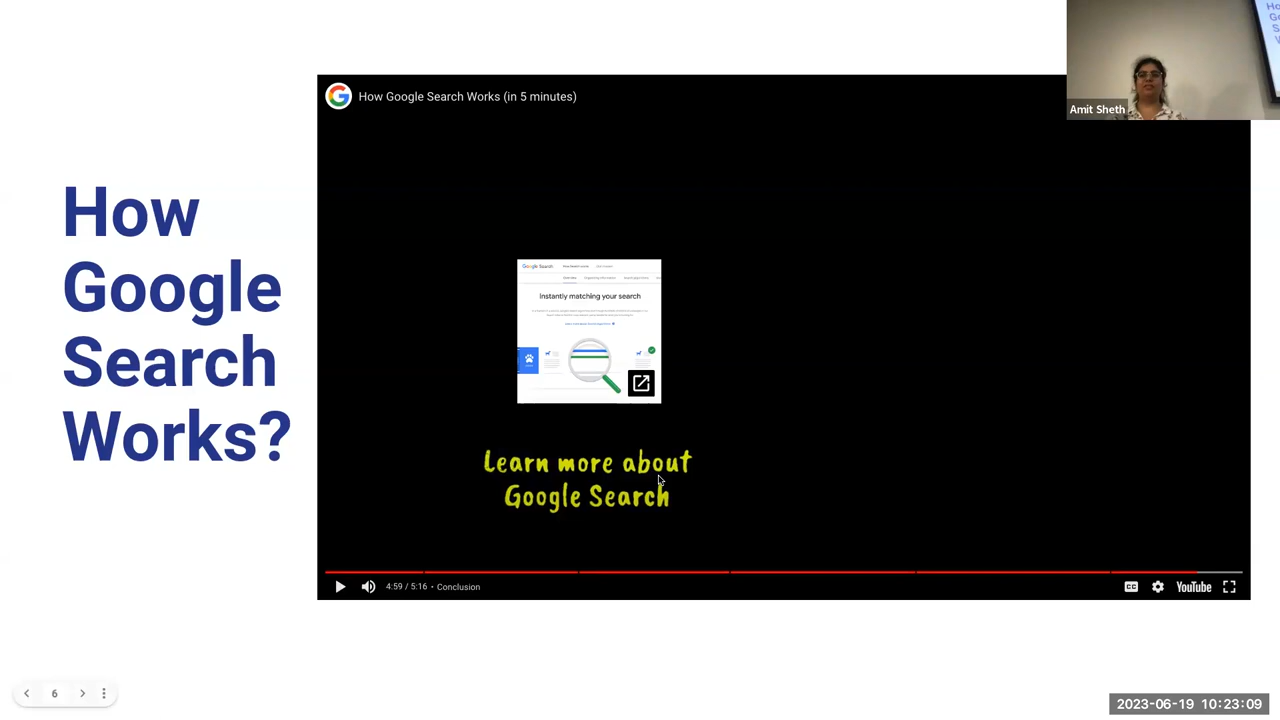 How Google Search Works (in 5 minutes)
Amit Sheth
How
Google
Search
Works?
Google Search
Instantly matching your search
Learn more about
Google Search
4:59 / 5:16 • Conclusion
CC
YouTube
6
2023-06-19 10:23:09